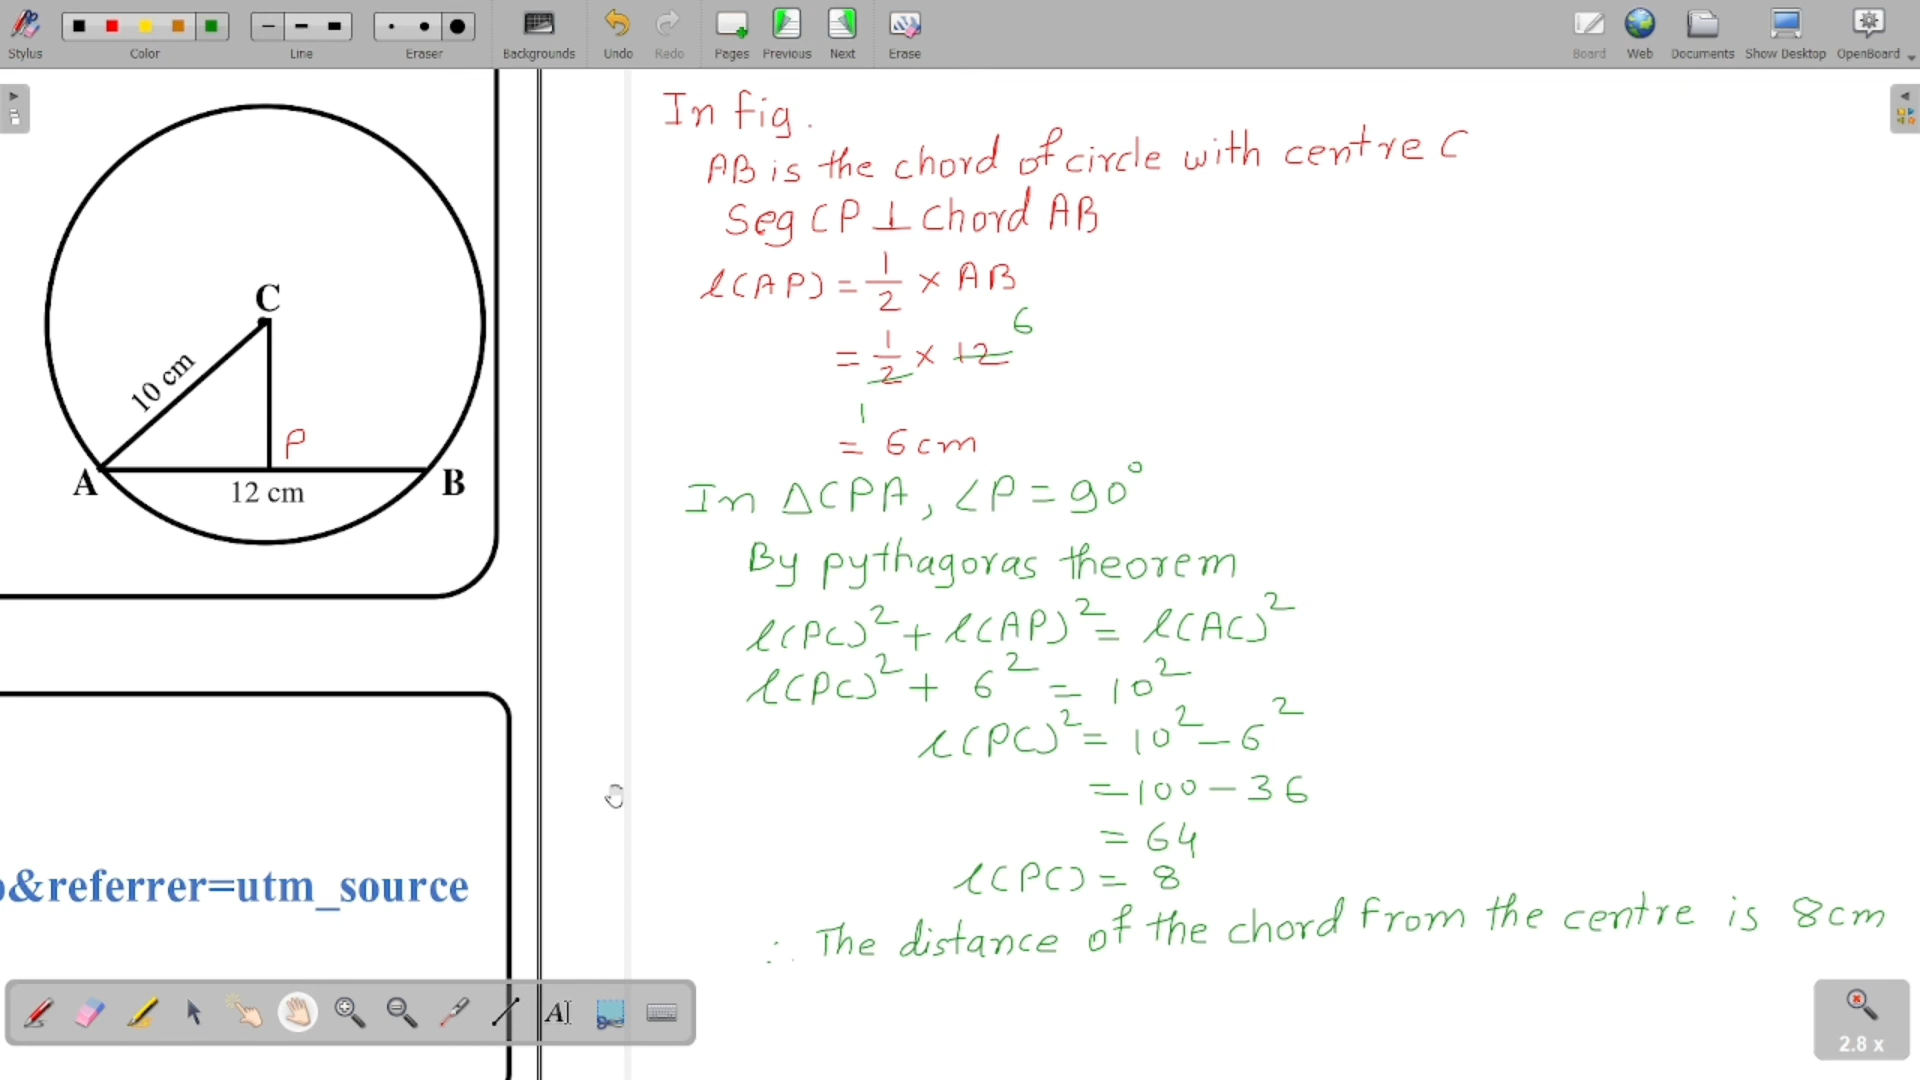 Stylus
Color
Line
Eraser
Backgrounds
Undo
Redo
Pages
Previous
Next
Erase
Board
Web
Documents
Show Desktop
OpenBoard
C
10 cm
P
A
B
12 cm
&referrer=utm_source
In fig.
AB is the chord of circle with centre C
Seg CP ⊥ Chord AB
l(AP) = 1/2 × AB
6
= 1/2 × 12
1
= 6cm
In △CPA, ∠P = 90°
By pythagoras theorem
l(PC)² + l(AP)² = l(AC)²
l(PC)² + 6² = 10²
l(PC)² = 10² – 6²
= 100 – 36
= 64
l(PC) = 8
∴ The distance of the chord from the centre is 8cm
A
2.8 x